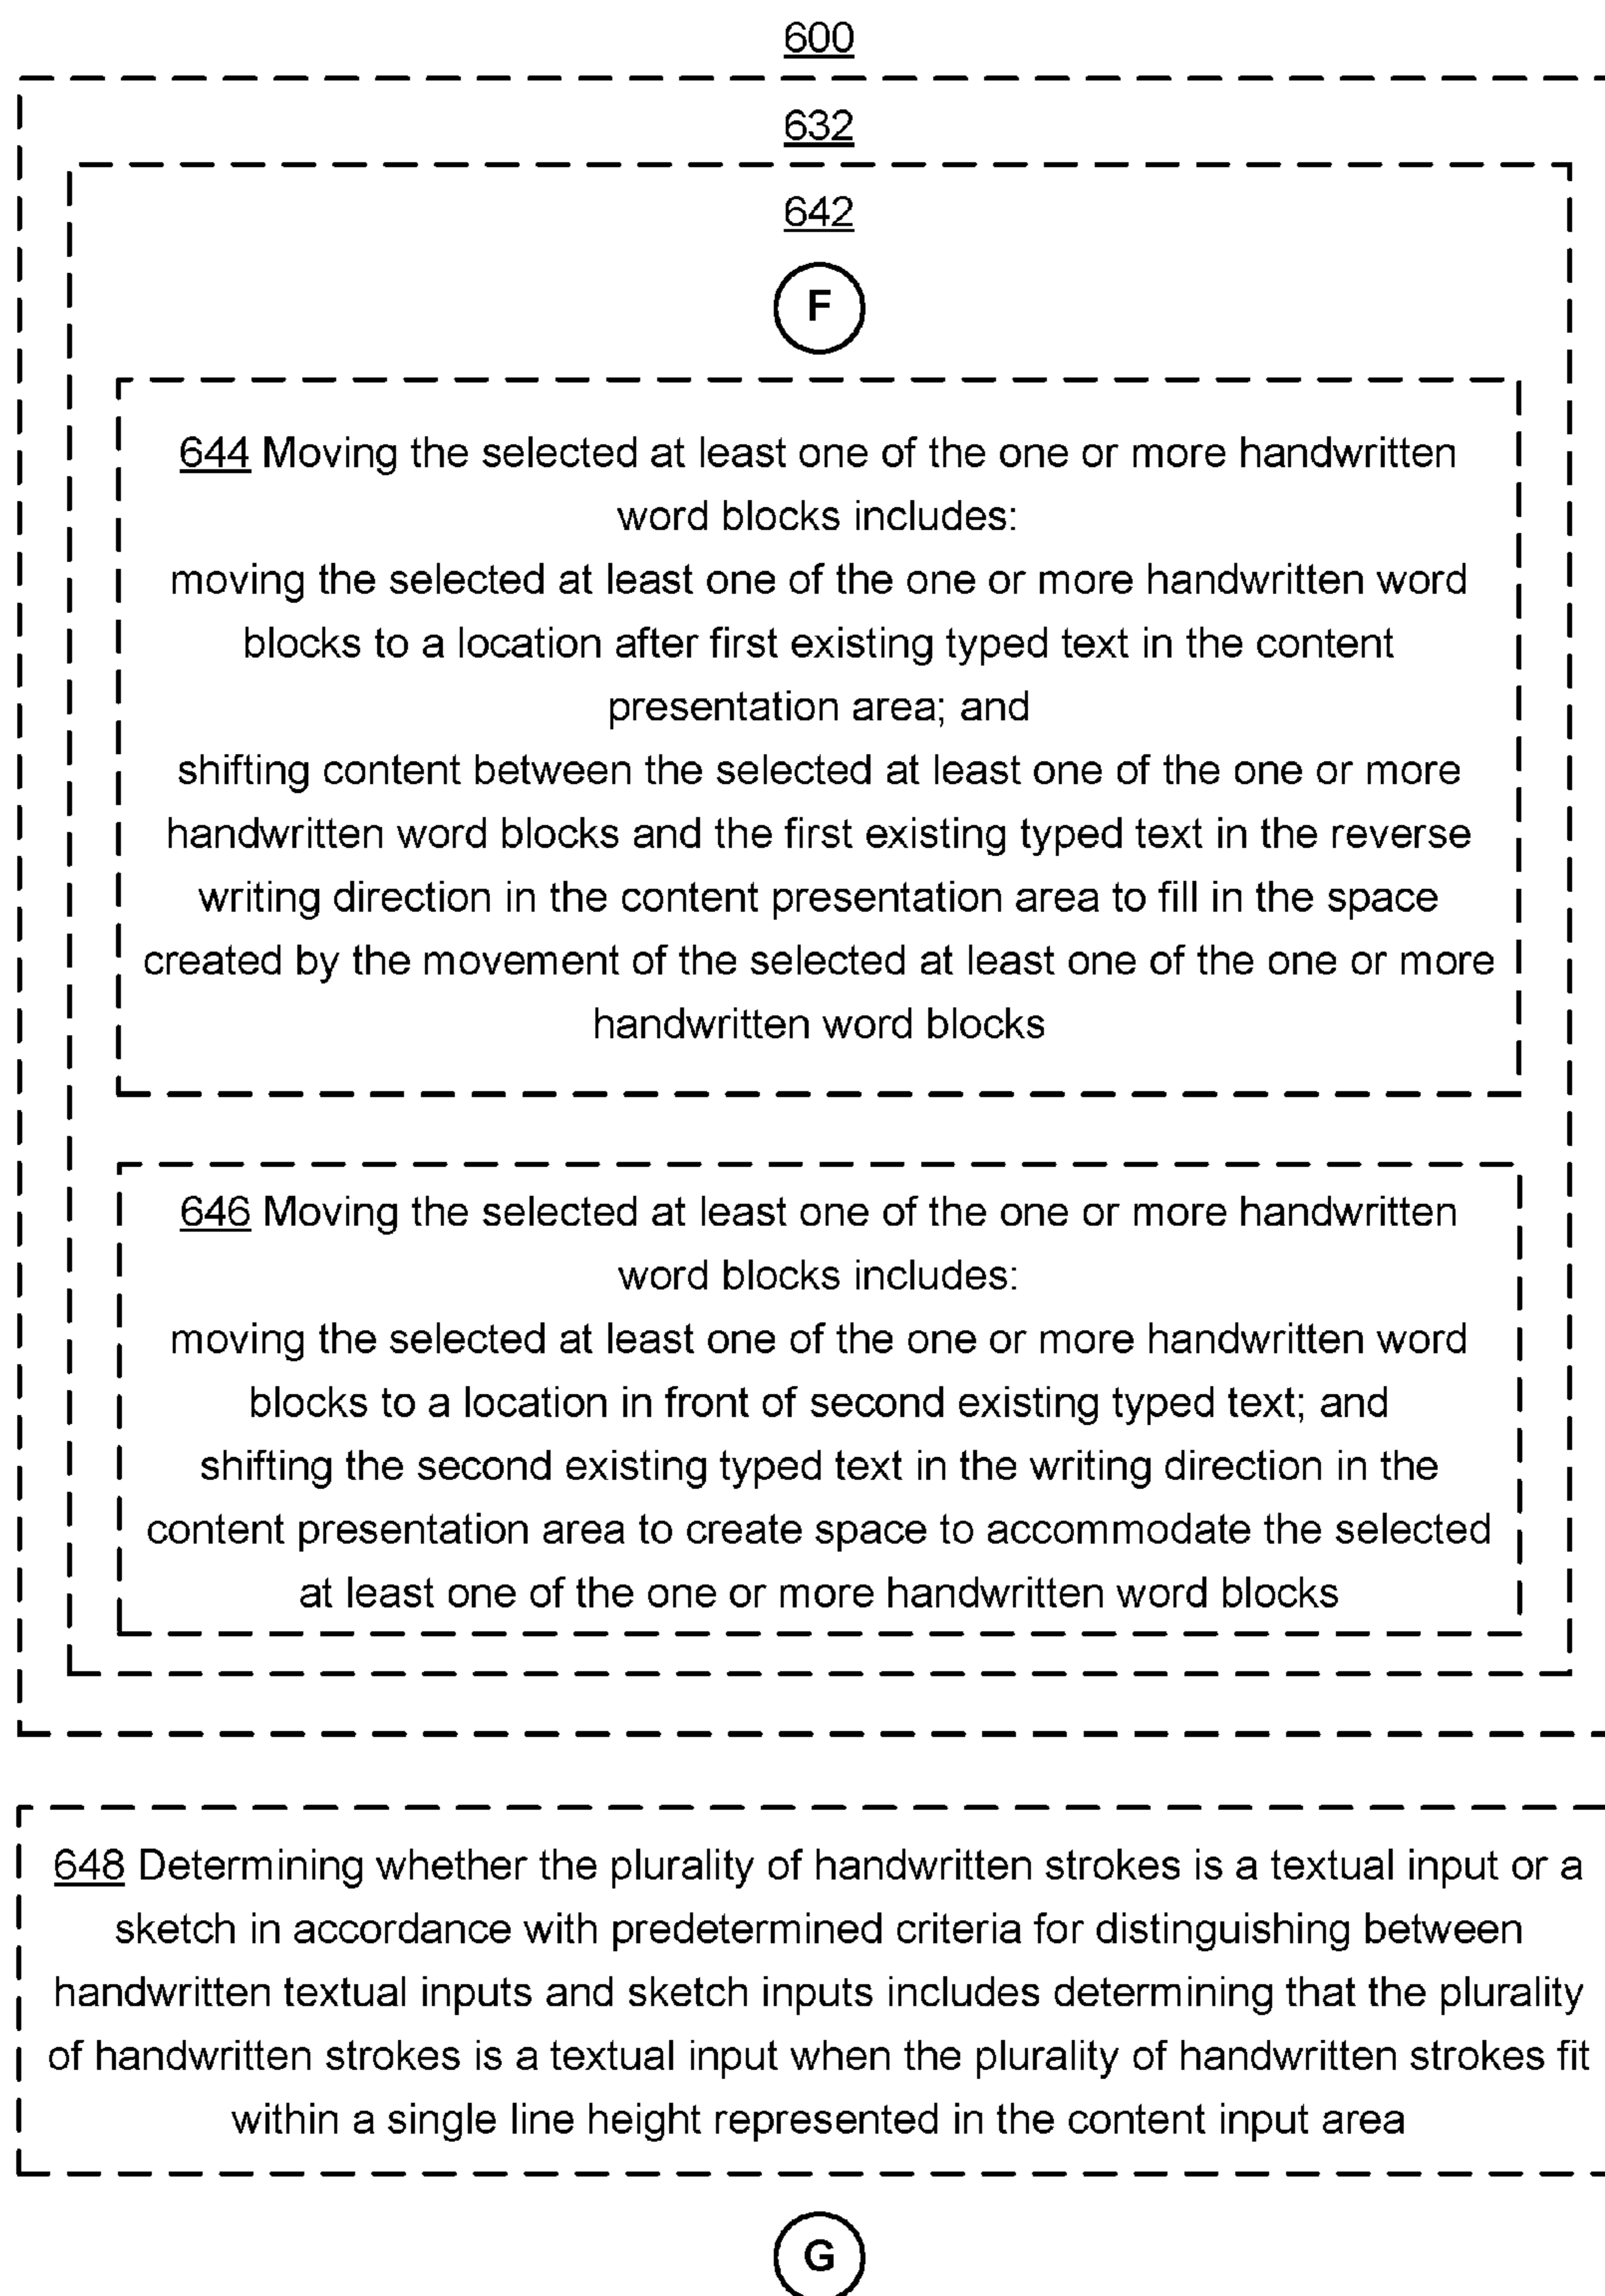 600
632
642
F
644 Moving the selected at least one of the one or more handwritten
word blocks includes:
moving the selected at least one of the one or more handwritten word
blocks to a location after first existing typed text in the content
presentation area; and
shifting content between the selected at least one of the one or more
handwritten word blocks and the first existing typed text in the reverse
writing direction in the content presentation area to fill in the space
created by the movement of the selected at least one of the one or more
handwritten word blocks
646 Moving the selected at least one of the one or more handwritten
word blocks includes:
moving the selected at least one of the one or more handwritten word
blocks to a location in front of second existing typed text; and
shifting the second existing typed text in the writing direction in the
content presentation area to create space to accommodate the selected
at least one of the one or more handwritten word blocks
648 Determining whether the plurality of handwritten strokes is a textual input or a
sketch in accordance with predetermined criteria for distinguishing between
handwritten textual inputs and sketch inputs includes determining that the plurality
of handwritten strokes is a textual input when the plurality of handwritten strokes fit
within a single line height represented in the content input area
G